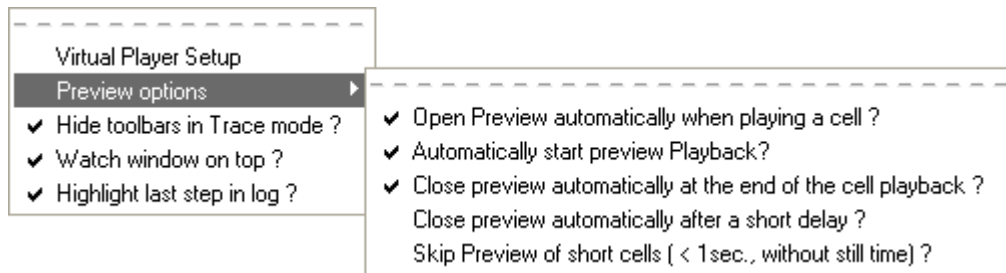 Virtual Player Setup
Preview options
Hide toolbars in Trace mode ?
Watch window on top ?
Highlight last step in log ?
Open Preview automatically when playing a cell ?
Automatically start preview Playback?
Close preview automatically at the end of the cell playback ?
Close preview automatically after a short delay ?
Skip Preview of short cells ( < 1sec., without still time) ?